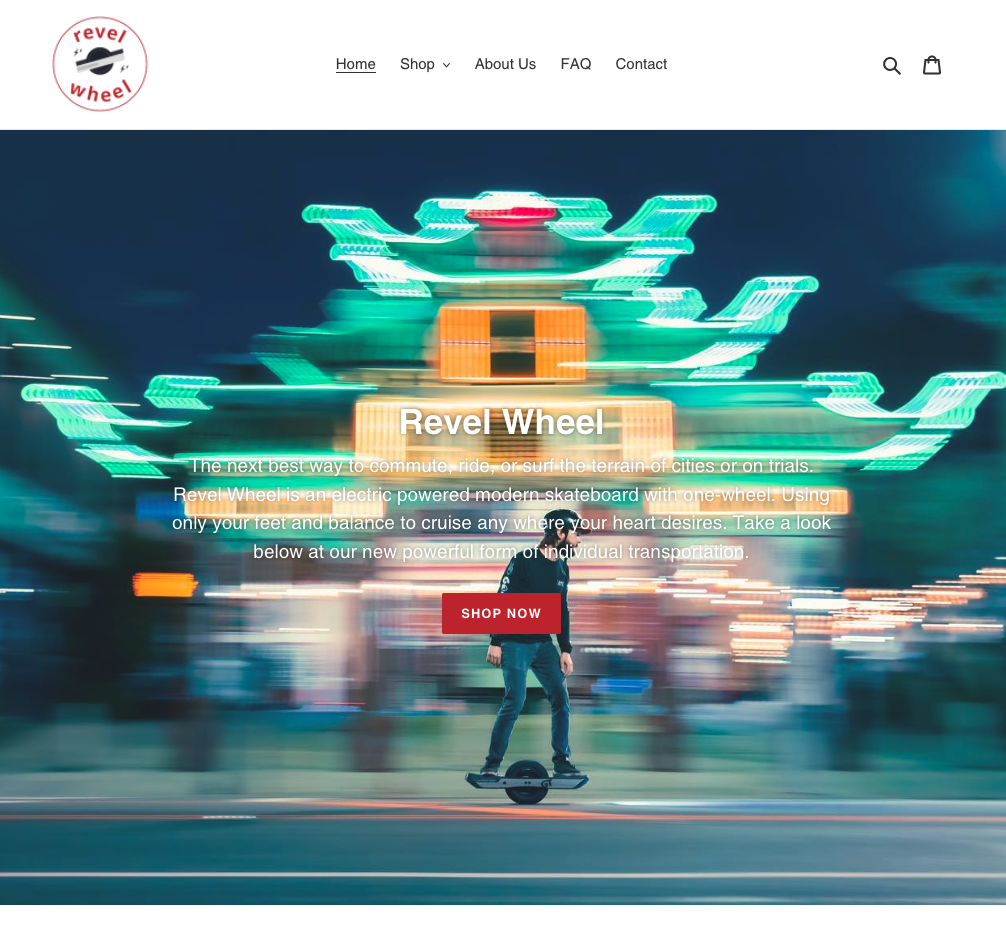 revel
wheel
Home
Shop
About Us
FAQ
Contact
Revel Wheel
The next best way to commute, ride, or surf the terrain of cities or on trials.
Revel Wheel is an electric powered modern skateboard with one-wheel. Using
only your feet and balance to cruise any where your heart desires. Take a look
below at our new powerful form of individual transportation.
SHOP NOW
GT